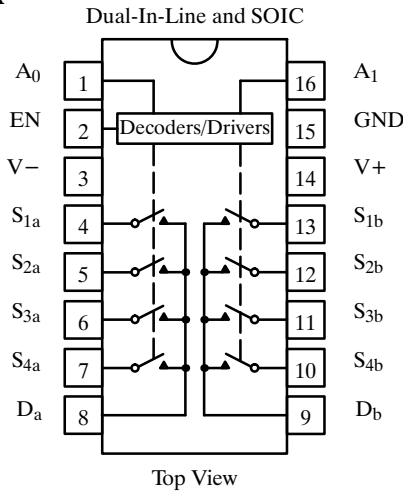 Dual-In-Line and SOIC
A0 1 16 A1
EN 2 Decoders/Drivers 15 GND
V− 3 14 V+
S1a 4 13 S1b
S2a 5 12 S2b
S3a 6 11 S3b
S4a 7 10 S4b
Da 8 9 Db
Top View